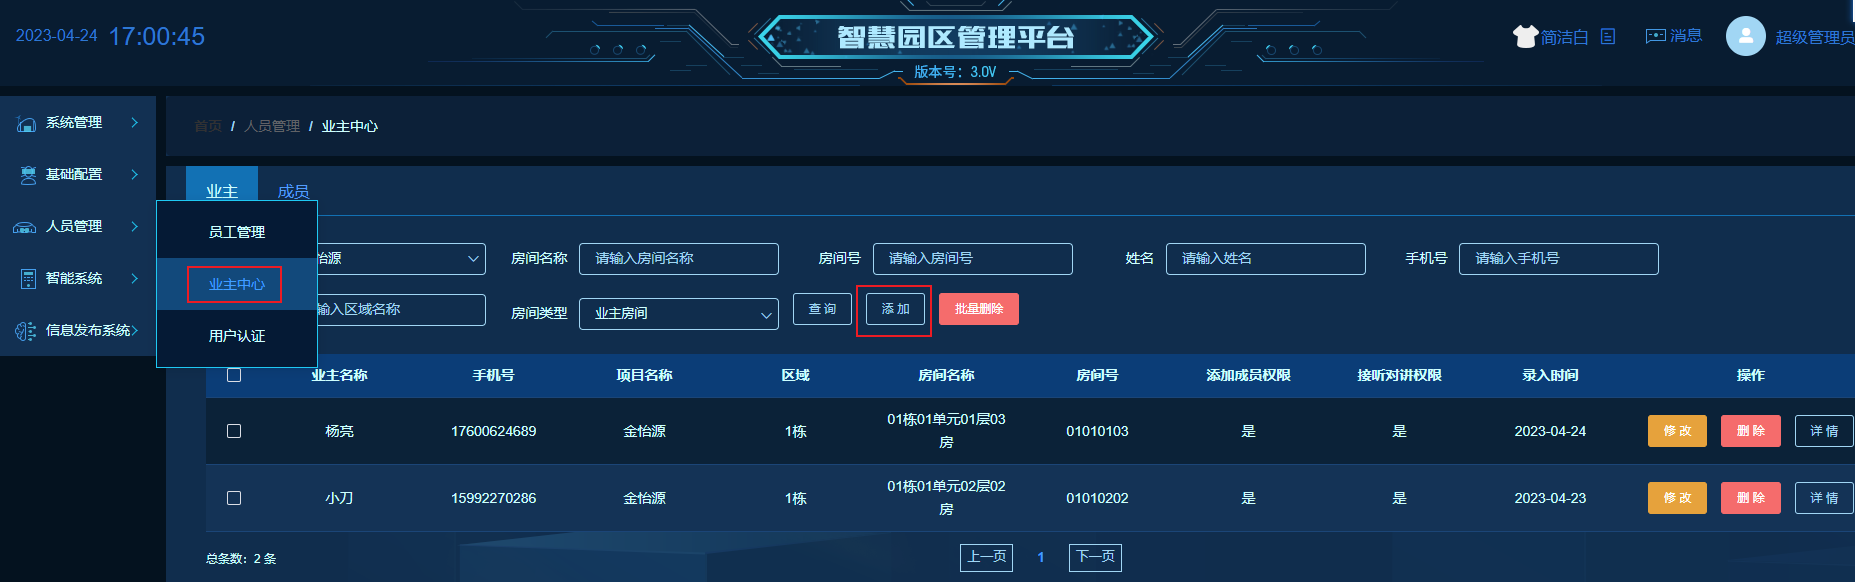 2023-04-24 17:00:45
智慧园区管理平台
版本号：3.0V
简洁白
消息
超级管理员
系统管理
基础配置
人员管理
智能系统
信息发布系统
首页 / 人员管理 / 业主中心
业主 成员
员工管理
业主中心
用户认证
怡源
房间名称 请输入房间名称
房间号 请输入房间号
姓名 请输入姓名
手机号 请输入手机号
输入区域名称
房间类型 业主房间
查 询 添 加 批量删除
业主名称 手机号 项目名称 区域 房间名称 房间号 添加成员权限 接听对讲权限 录入时间 操作
杨亮 17600624689 金怡源 1栋 01栋01单元01层03房 01010103 是 是 2023-04-24 修 改 删 除 详 情
小刀 15992270286 金怡源 1栋 01栋01单元02层02房 01010202 是 是 2023-04-23 修 改 删 除 详 情
总条数：2 条
上一页 1 下一页